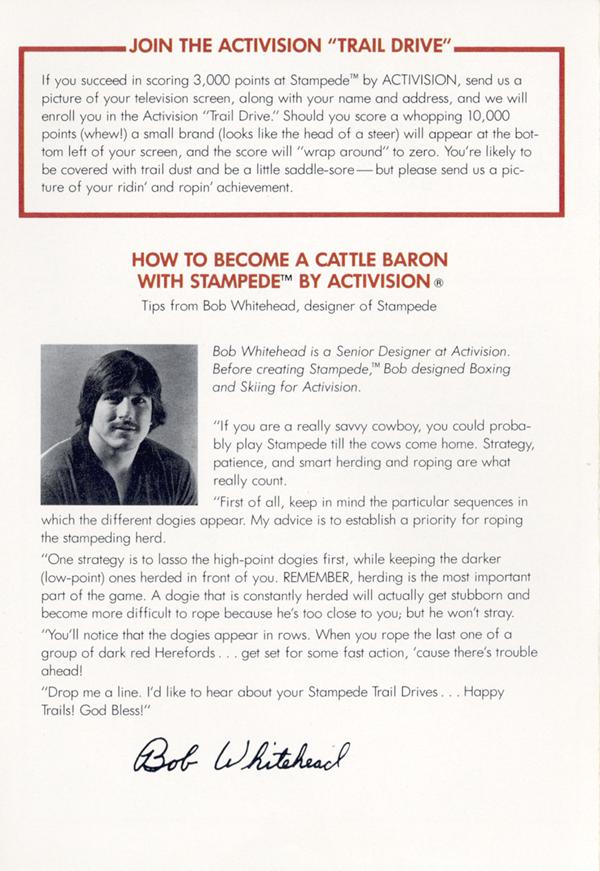 JOIN THE ACTIVISION “TRAIL DRIVE”
If you succeed in scoring 3,000 points at Stampede™ by ACTIVISION, send us a
picture of your television screen, along with your name and address, and we will
enroll you in the Activision “Trail Drive.” Should you score a whopping 10,000
points (whew!) a small brand (looks like the head of a steer) will appear at the bot-
tom left of your screen, and the score will “wrap around” to zero. You’re likely to
be covered with trail dust and be a little saddle-sore—but please send us a pic-
ture of your ridin’ and ropin’ achievement.
HOW TO BECOME A CATTLE BARON
WITH STAMPEDE™ BY ACTIVISION ®
Tips from Bob Whitehead, designer of Stampede
Bob Whitehead is a Senior Designer at Activision.
Before creating Stampede,™ Bob designed Boxing
and Skiing for Activision.
“If you are a really savvy cowboy, you could proba-
bly play Stampede till the cows come home. Strategy,
patience, and smart herding and roping are what
really count.
“First of all, keep in mind the particular sequences in
which the different dogies appear. My advice is to establish a priority for roping
the stampeding herd.
“One strategy is to lasso the high-point dogies first, while keeping the darker
(low-point) ones herded in front of you. REMEMBER, herding is the most important
part of the game. A dogie that is constantly herded will actually get stubborn and
become more difficult to rope because he’s too close to you; but he won’t stray.
“You’ll notice that the dogies appear in rows. When you rope the last one of a
group of dark red Herefords . . . get set for some fast action, ‘cause there’s trouble
ahead!
“Drop me a line. I’d like to hear about your Stampede Trail Drives . . . Happy
Trails! God Bless!”
Bob Whitehead